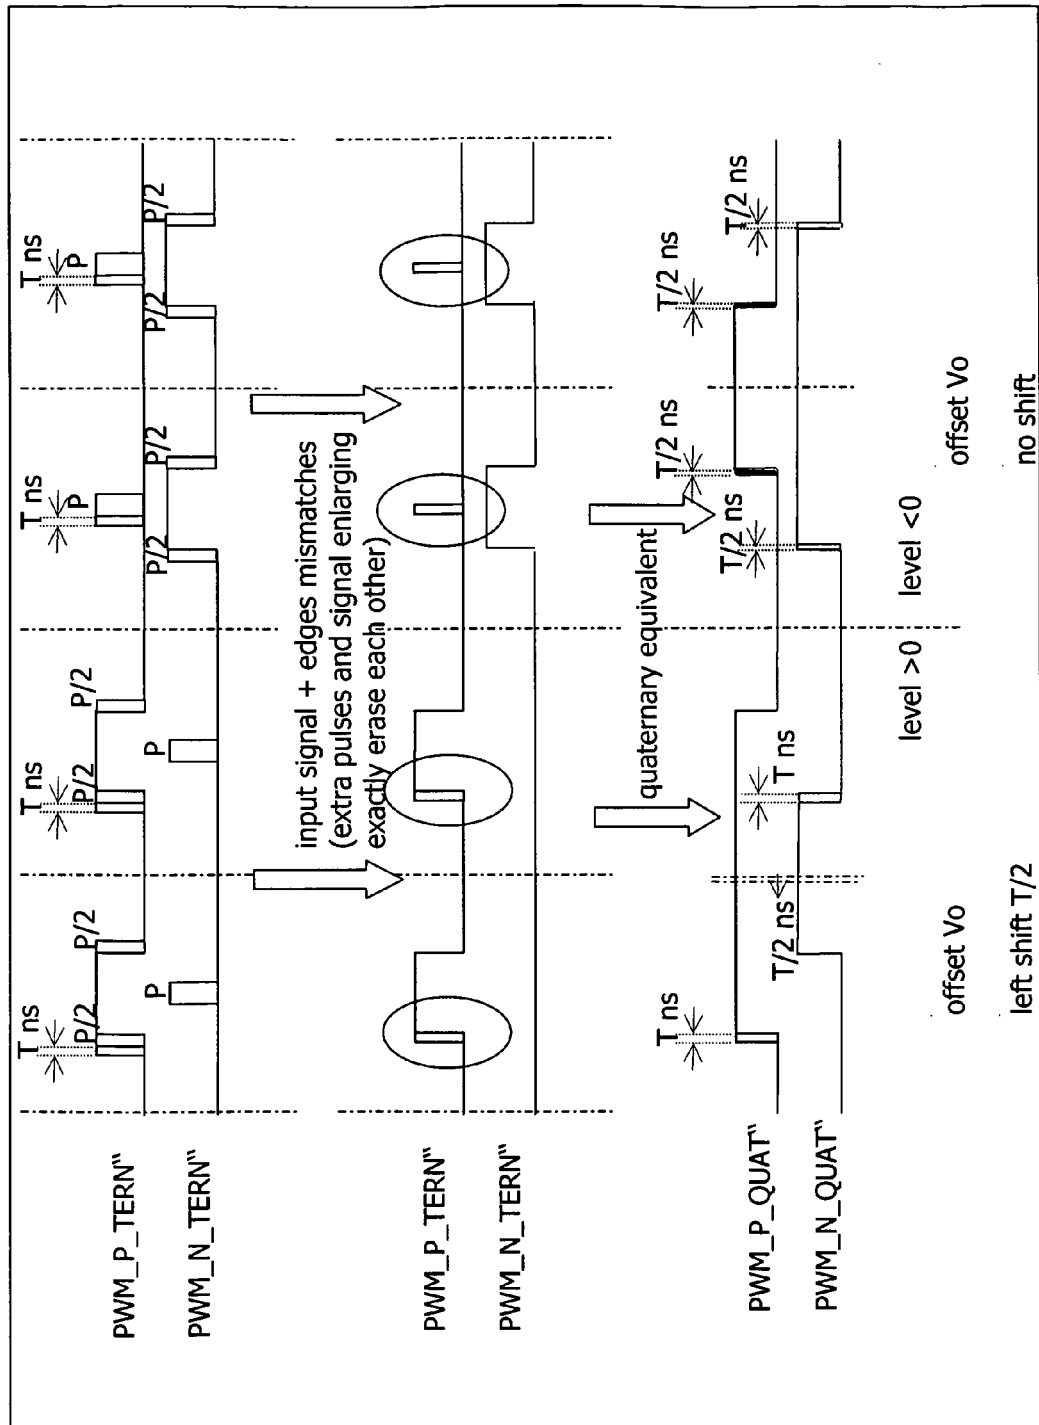 T ns
T ns
T ns
T ns
P/2
P/2
P/2
P/2
P
P
PWM_P_TERN“
P
P
P/2
P/2
P/2
P/2
PWM_N_TERN“
input signal + edges mismatches
(extra pulses and signal enlarging
exactly erase each other)
PWM_P_TERN“
PWM_N_TERN“
quaternary equivalent
T ns
T/2 ns
T/2 ns
T/2 ns
T/2 ns
PWM_P_QUAT“
T/2 ns
T ns
PWM_N_QUAT“
level >0
level <0
offset Vo
offset Vo
left shift T/2
no shift